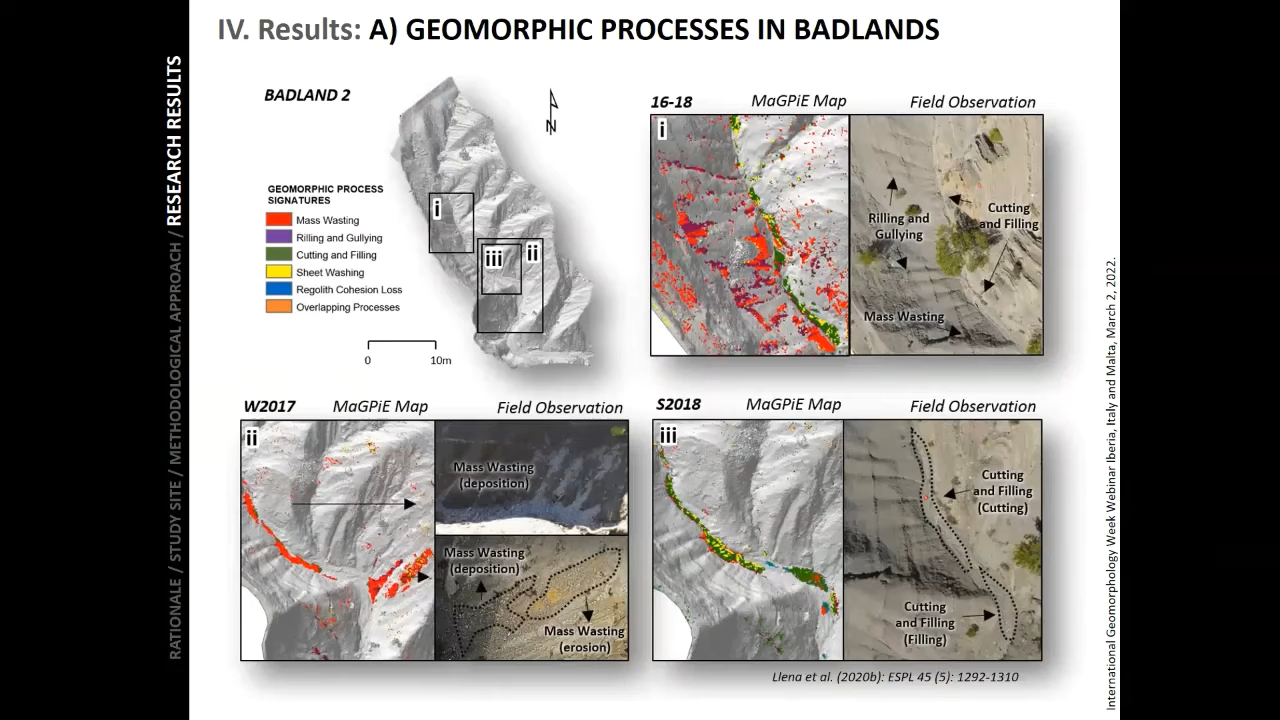 IV. Results: A) GEOMORPHIC PROCESSES IN BADLANDS
RATIONALE / STUDY SITE / METHODOLOGICAL APPROACH / RESEARCH RESULTS
BADLAND 2
N
GEOMORPHIC PROCESS
SIGNATURES
Mass Wasting
Rilling and Gullying
Cutting and Filling
Sheet Washing
Regolith Cohesion Loss
Overlapping Processes
0 10m
i
ii
iii
16-18 MaGPiE Map Field Observation
i
Rilling and
Gullying
Cutting
and Filling
Mass Wasting
W2017 MaGPiE Map Field Observation
ii
Mass Wasting
(deposition)
Mass Wasting
(deposition)
Mass Wasting
(erosion)
S2018 MaGPiE Map Field Observation
iii
Cutting
and Filling
(Cutting)
Cutting
and Filling
(Filling)
Llena et al. (2020b): ESPL 45 (5): 1292-1310
International Geomorphology Week Webinar Iberia, Italy and Malta, March 2, 2022.